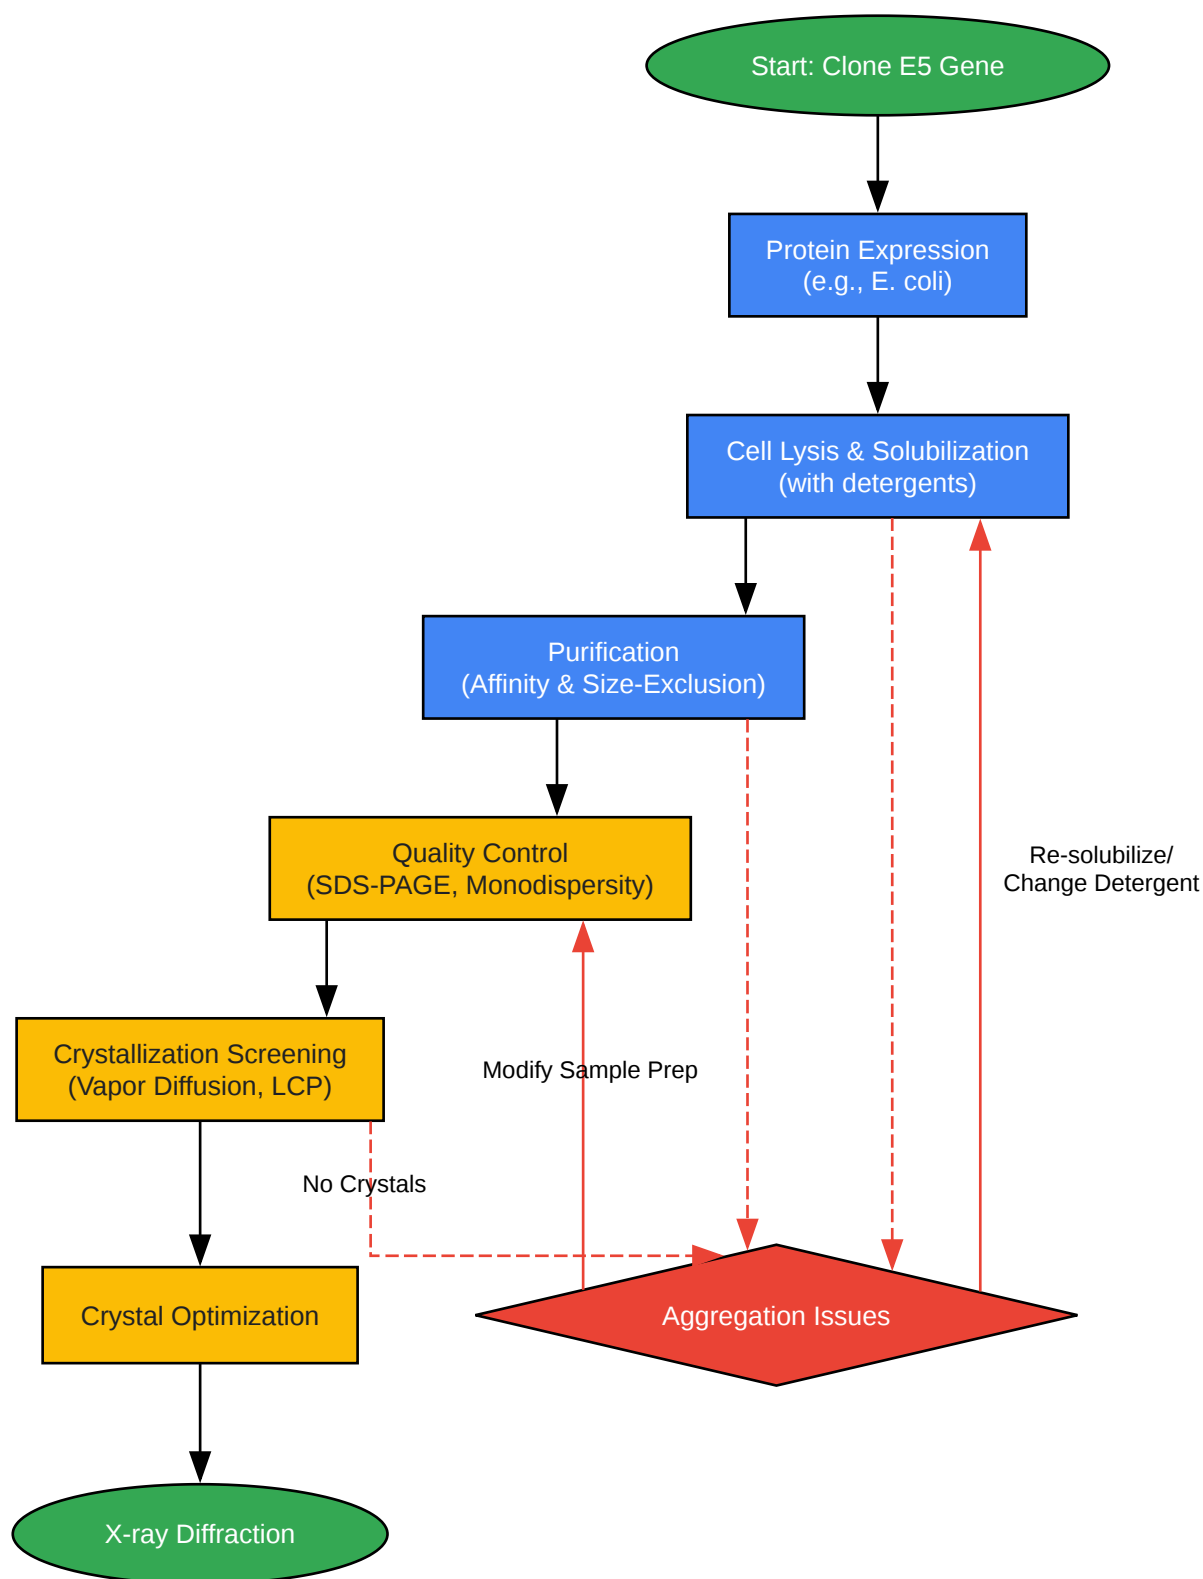 Start: Clone E5 Gene
Protein Expression
(e.g., E. coli)
Cell Lysis & Solubilization
(with detergents)
Purification
(Affinity & Size-Exclusion)
Quality Control
(SDS-PAGE, Monodispersity)
Re-solubilize/
Change Detergent
Crystallization Screening
(Vapor Diffusion, LCP)
Modify Sample Prep
No Crystals
Crystal Optimization
Aggregation Issues
X-ray Diffraction